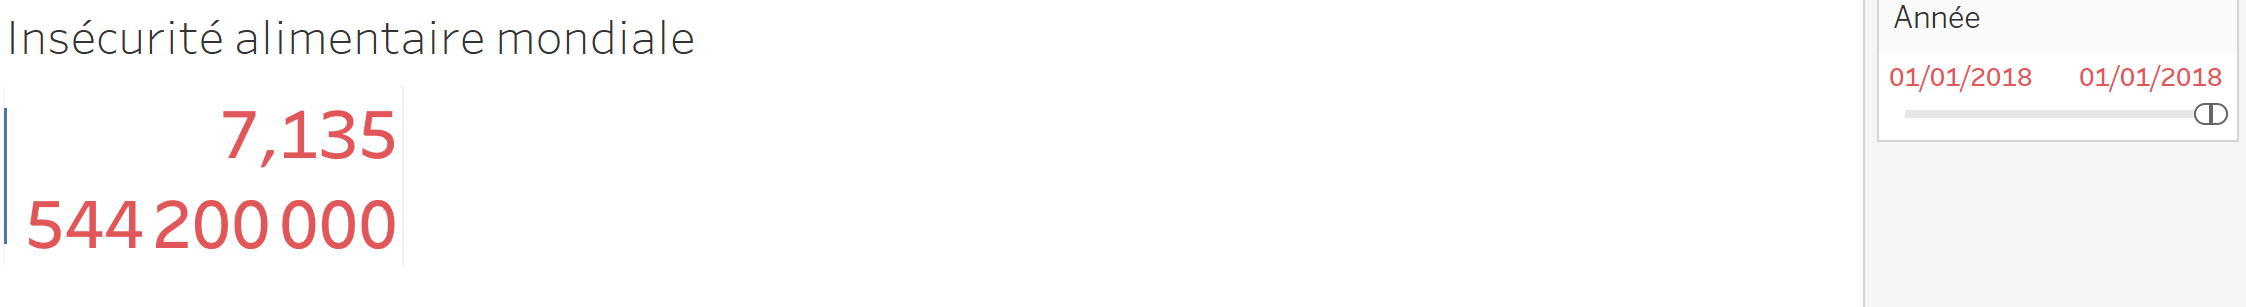 Insécurité alimentaire mondiale
7,135
544 200 000
Année
01/01/2018 01/01/2018